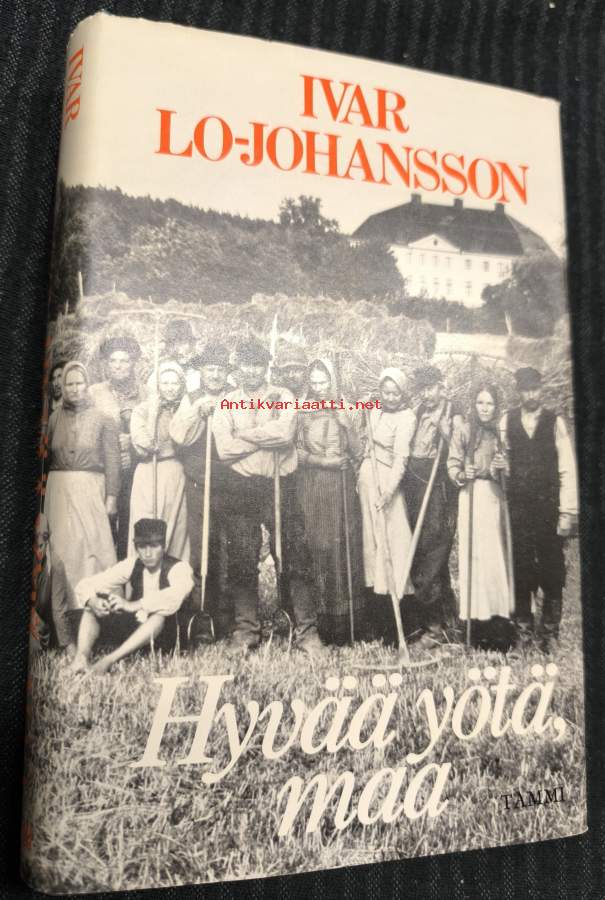 IVAR
LO-JOHANSSON
IVAR
Antikvariaatti.net
Hyvää yötä,
maa
TAMMI